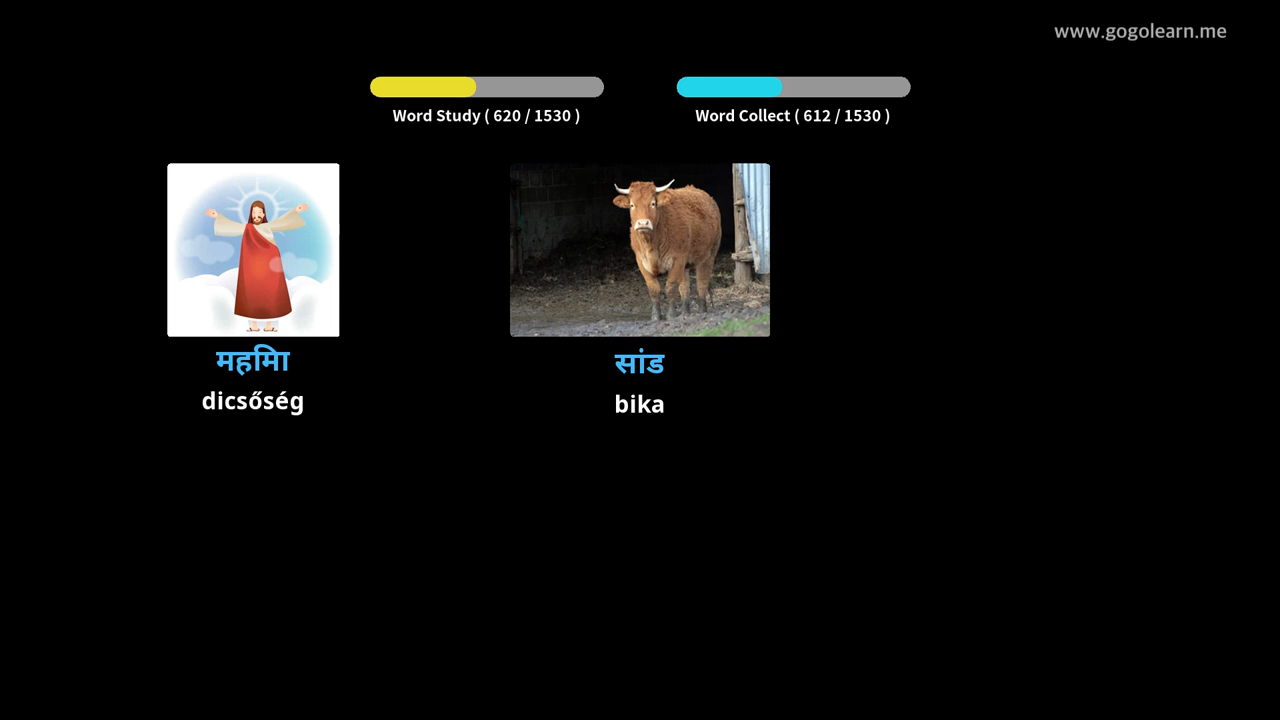 www.gogolearn.me
Word Study ( 620 / 1530 )
Word Collect ( 612 / 1530 )
महिमा
सांड
dicsőség
bika